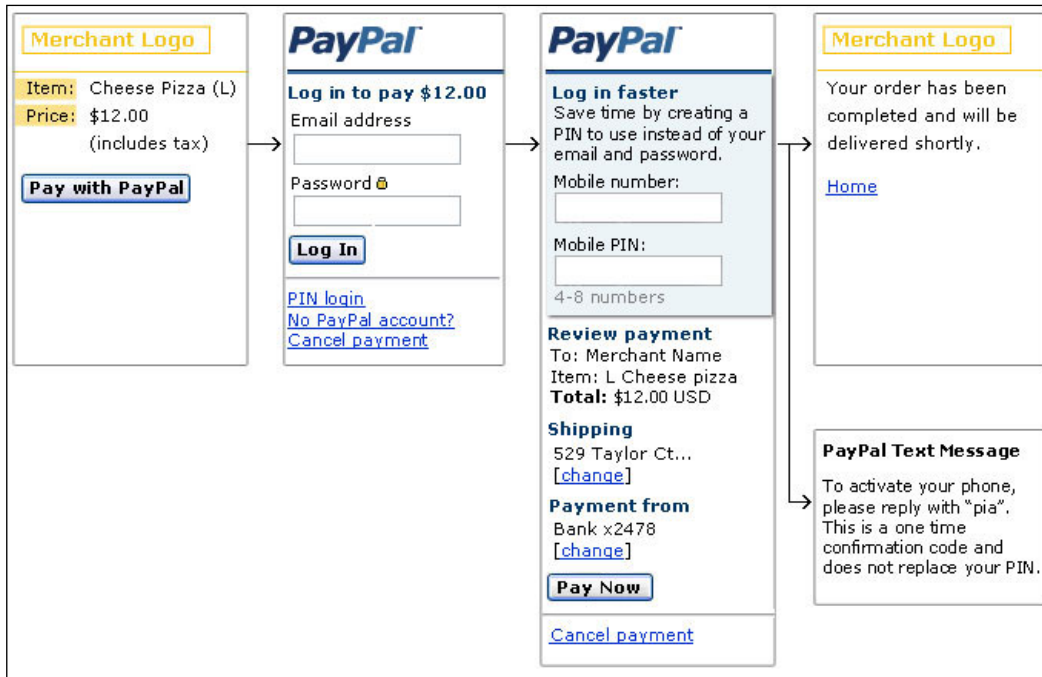 Merchant Logo
Item: Cheese Pizza (L)
Price: $12.00
(includes tax)
Pay with PayPal
PayPal
Log in to pay $12.00
Email address
Password
Log In
PIN login
No PayPal account?
Cancel payment
PayPal
Log in faster
Save time by creating a
PIN to use instead of your
email and password.
Mobile number:
Mobile PIN:
4-8 numbers
Review payment
To: Merchant Name
Item: L Cheese pizza
Total: $12.00 USD
Shipping
529 Taylor Ct...
[change]
Payment from
Bank x2478
[change]
Pay Now
Cancel payment
Merchant Logo
Your order has been
completed and will be
delivered shortly.
Home
PayPal Text Message
To activate your phone,
please reply with "pia".
This is a one time
confirmation code and
does not replace your PIN.